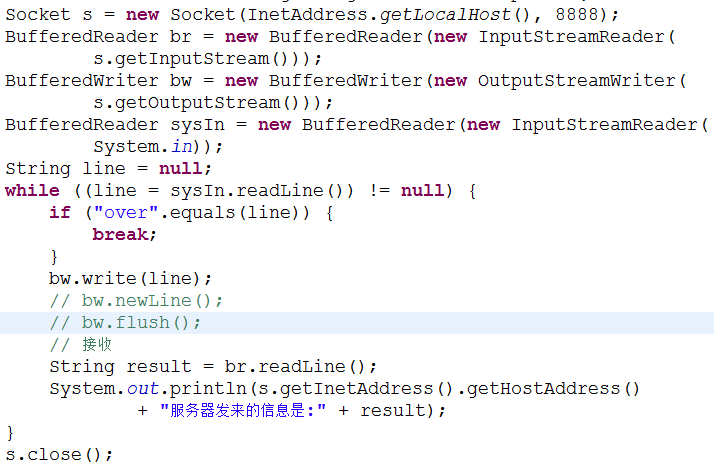 Socket s = new Socket(InetAddress.getLocalHost(), 8888);
BufferedReader br = new BufferedReader(new InputStreamReader(
        s.getInputStream()));
BufferedWriter bw = new BufferedWriter(new OutputStreamWriter(
        s.getOutputStream()));
BufferedReader sysIn = new BufferedReader(new InputStreamReader(
        System.in));
String line = null;
while ((line = sysIn.readLine()) != null) {
    if ("over".equals(line)) {
        break;
    }
    bw.write(line);
    // bw.newLine();
    // bw.flush();
    // 接收
    String result = br.readLine();
    System.out.println(s.getInetAddress().getHostAddress()
            + "服务器发来的信息是:" + result);
}
s.close();